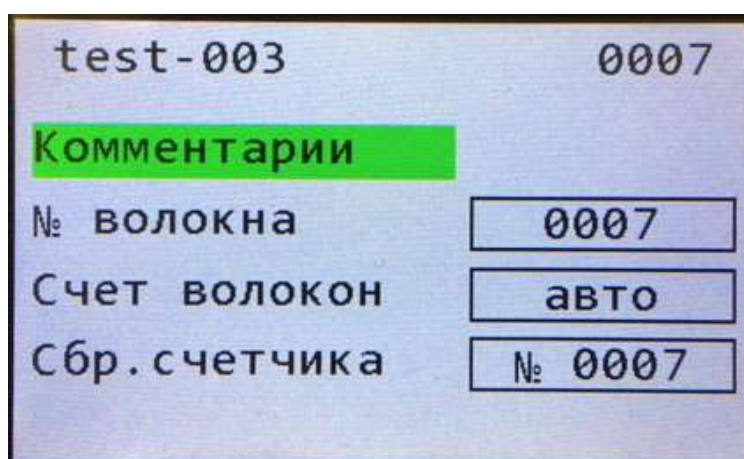 test-003 0007
Комментарии
№ волокна 0007
Счет волокон авто
Сбр.счетчика № 0007